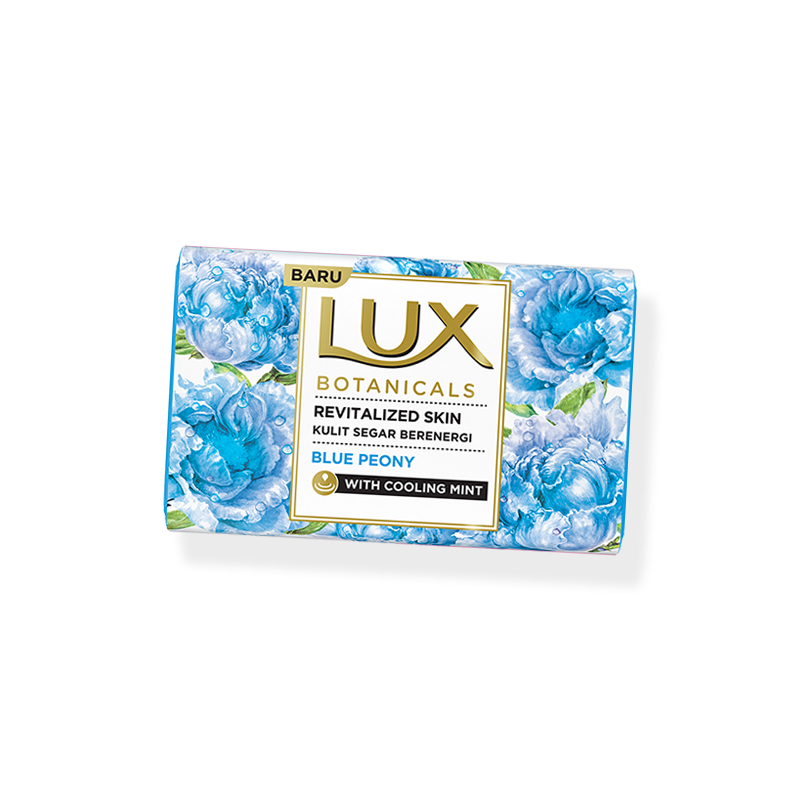 BARU
LUX
BOTANICALS
REVITALIZED SKIN
KULIT SEGAR BERENERGI
BLUE PEONY
WITH COOLING MINT